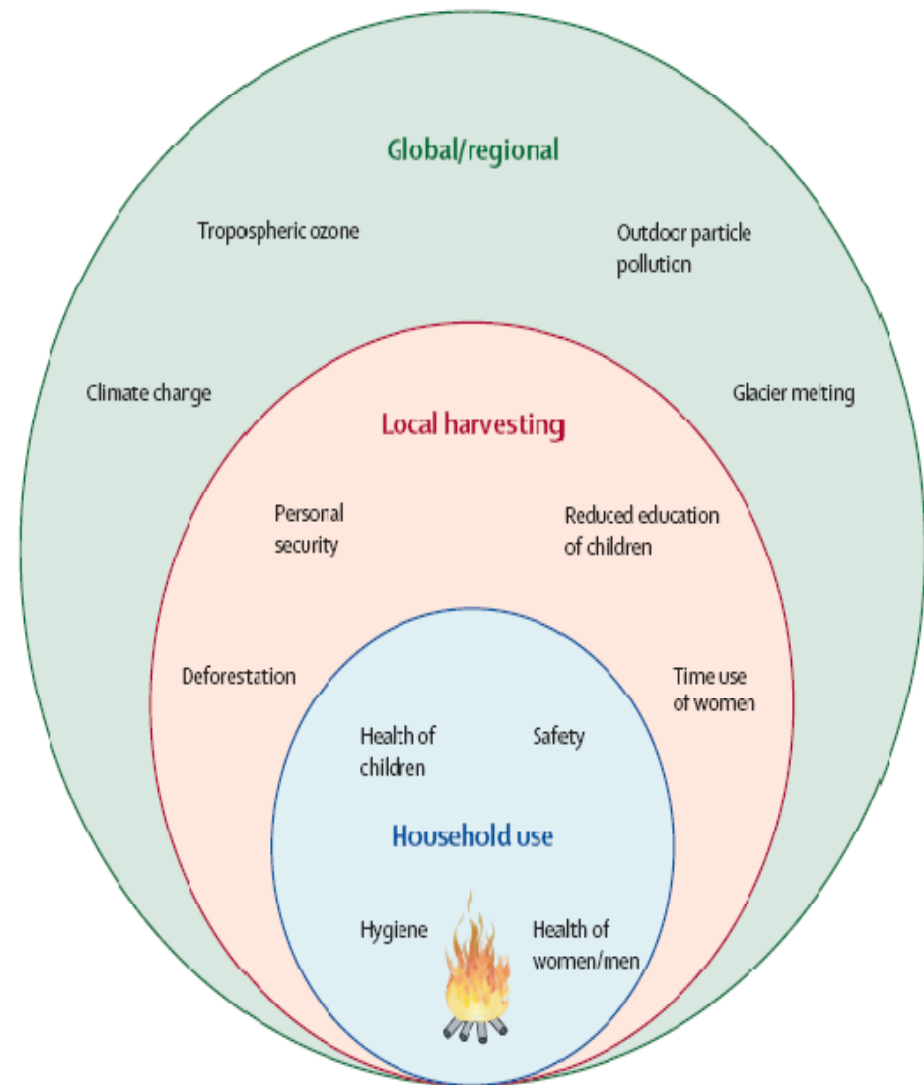 Global/regional
Tropospheric ozone
Outdoor particle
pollution
Climate change
Glacier melting
Local harvesting
Personal
security
Reduced education
of children
Deforestation
Time use
of women
Health of
children
Safety
Household use
Hygiene
Health of
women/men